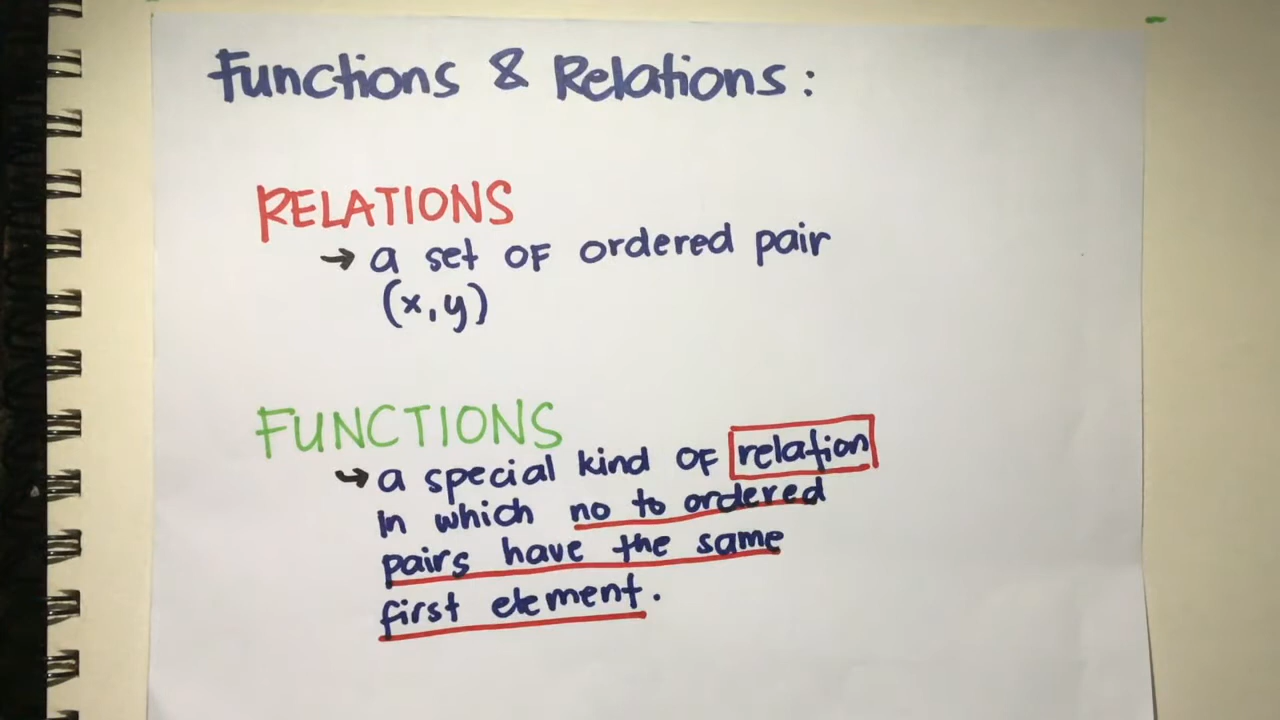 Functions & Relations:
RELATIONS
→ a set of ordered pair
(x,y)
FUNCTIONS
↪ a special kind of relation
in which no to ordered
pairs have the same
first element.